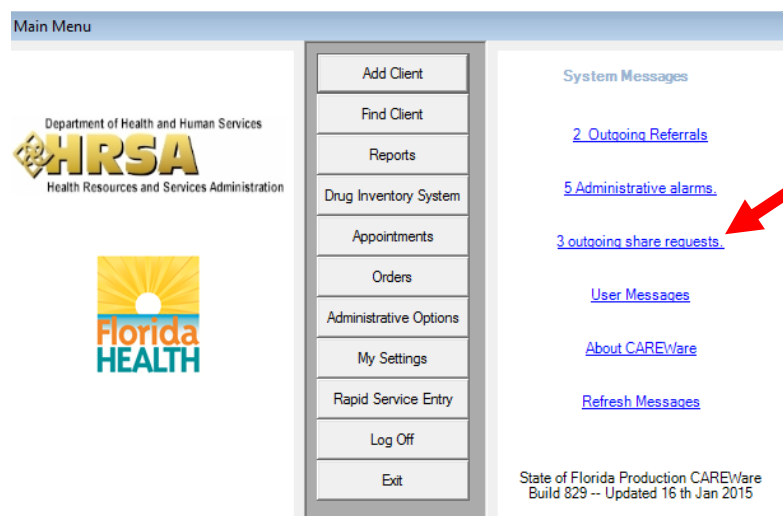 Main Menu
Department of Health and Human Services
HRSA
Health Resources and Services Administration
Florida
HEALTH
Add Client
Find Client
Reports
Drug Inventory System
Appointments
Orders
Administrative Options
My Settings
Rapid Service Entry
Log Off
Exit
System Messages
2 Outgoing Referrals
5 Administrative alarms.
3 outgoing share requests.
User Messages
About CAREWare
Refresh Messages
State of Florida Production CAREWare
Build 829 -- Updated 16 th Jan 2015